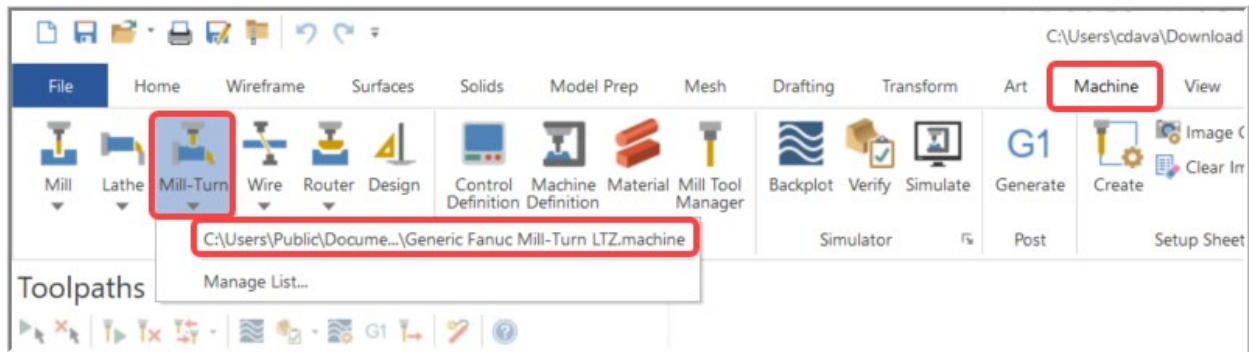 C:\Users\cdava\Download
File Home Wireframe Surfaces Solids Model Prep Mesh Drafting Transform Art Machine View
Mill Lathe Mill-Turn Wire Router Design Control Definition Machine Definition Material Mill Tool Manager Backplot Verify Simulate G1 Generate Create
Image
Clear
C:\Users\Public\Docume...\Generic Fanuc Mill-Turn LTZ.machine
Simulator Post Setup Sheet
Manage List...
Toolpaths
G1